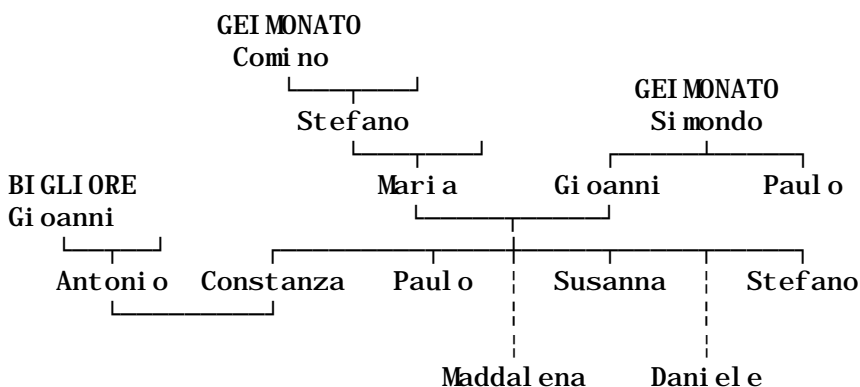 GEIMONATO
Comino
GEIMONATO
Stefano Simondo
BIGLIORE Maria Gioanni Paulo
Gioanni
Antonio Constanza Paulo Susanna Stefano
Maddalena Daniele